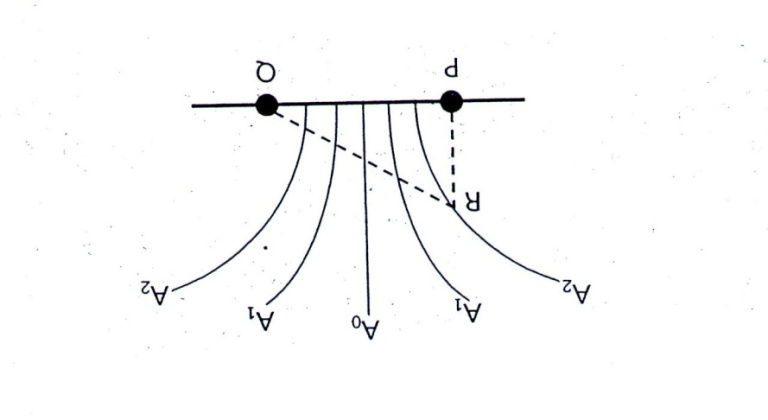 A₂ A₁ A₀ A₁ A₂
R
P Q